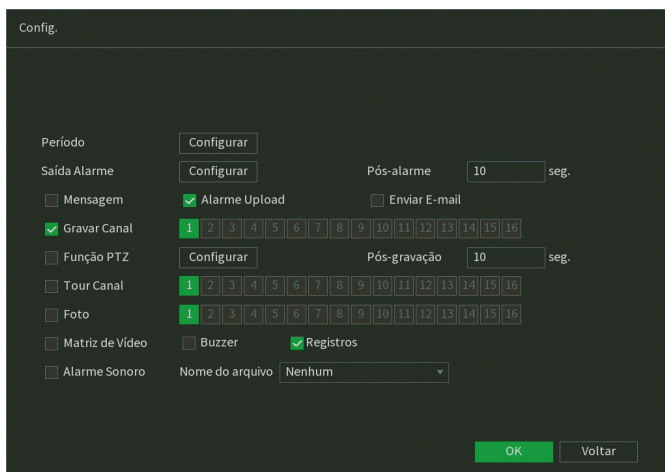 Config.
Período Configurar
Saída Alarme Configurar Pós-alarme 10 seg.
Mensagem Alarme Upload Enviar E-mail
Gravar Canal 1 2 3 4 5 6 7 8 9 10 11 12 13 14 15 16
Função PTZ Configurar Pós-gravação 10 seg.
Tour Canal 1 2 3 4 5 6 7 8 9 10 11 12 13 14 15 16
Foto 1 2 3 4 5 6 7 8 9 10 11 12 13 14 15 16
Matriz de Vídeo Buzzer Registros
Alarme Sonoro Nome do arquivo Nenhum
OK Voltar